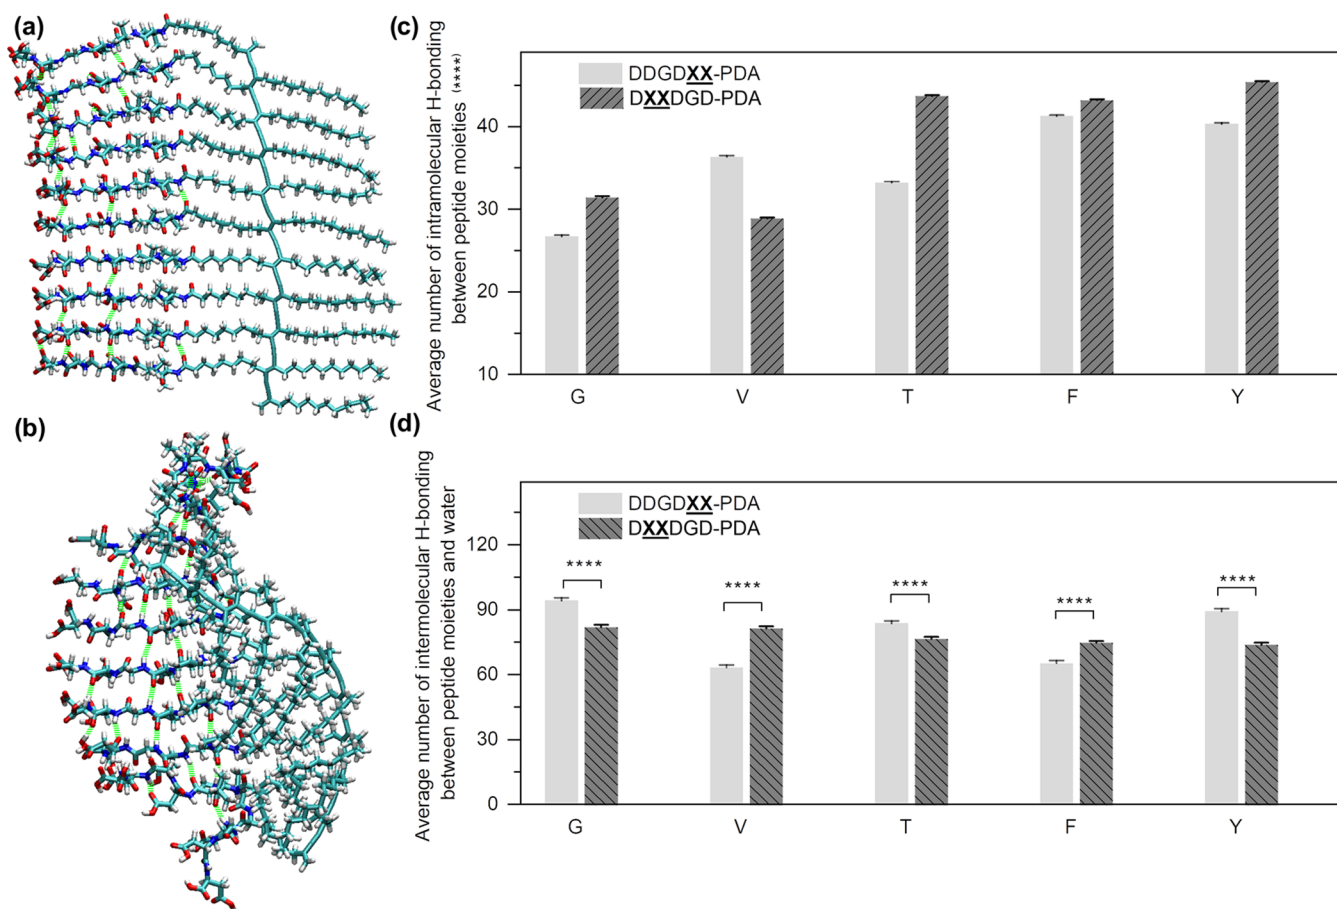 (a)
(b)
(c)
Average number of intramolecular H-bonding
between peptide moieties (****)
DDGDXX-PDA
DXXDGD-PDA
40
30
20
10
G V T F Y
(d)
Average number of intermolecular H-bonding
between peptide moieties and water
DDGDXX-PDA
DXXDGD-PDA
120
90
60
30
0
**** **** **** **** ****
G V T F Y